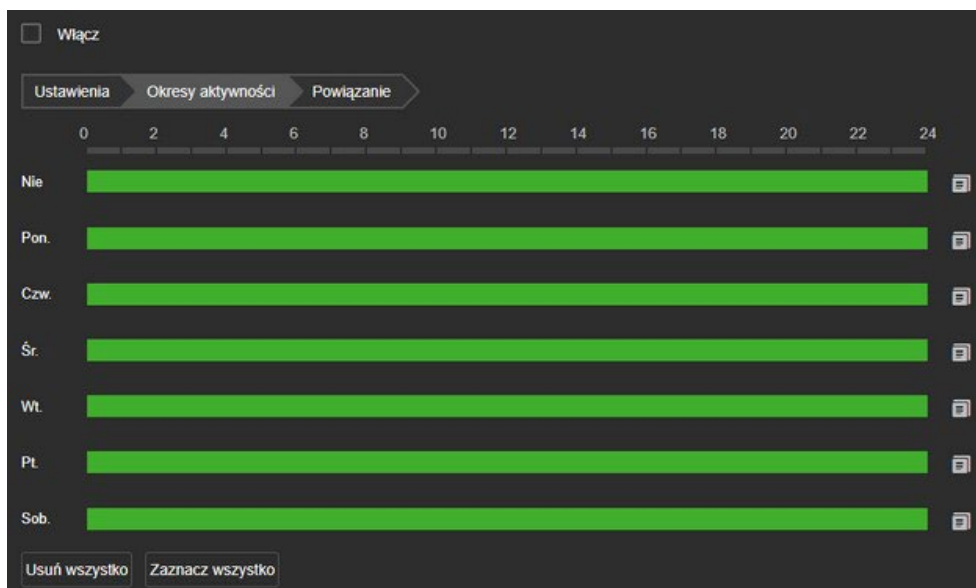 Włącz
Ustawienia Okresy aktywności Powiązanie
0 2 4 6 8 10 12 14 16 18 20 22 24
Nie
Pon.
Czw.
Śr.
Wt.
Pt.
Sob.
Usuń wszystko Zaznacz wszystko